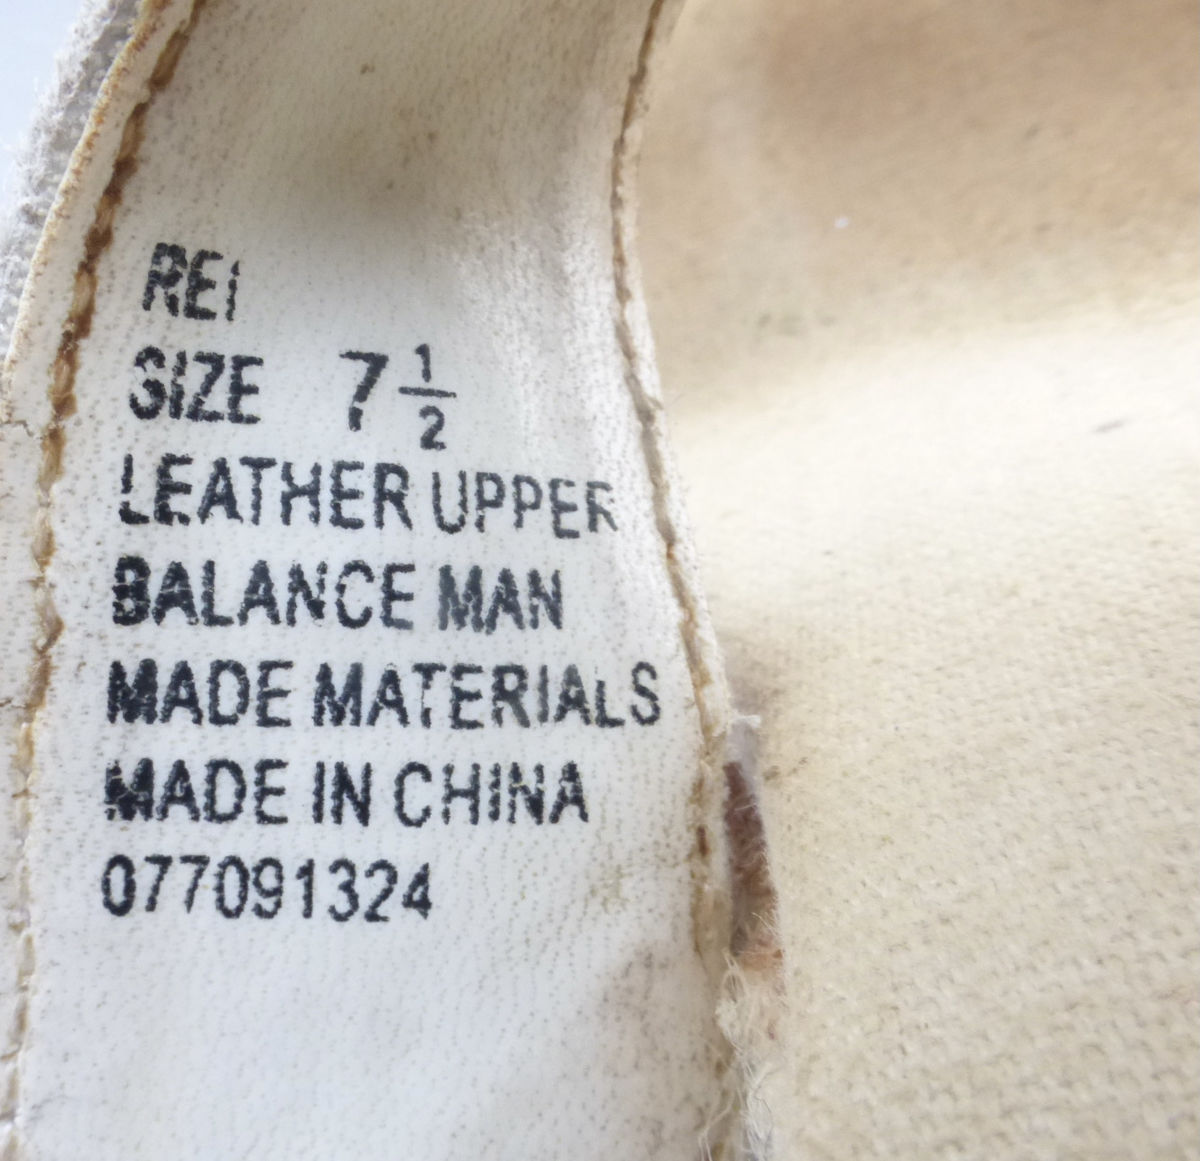 REI
SIZE 7 1/2
LEATHER UPPER
BALANCE MAN
MADE MATERIALS
MADE IN CHINA
077091324